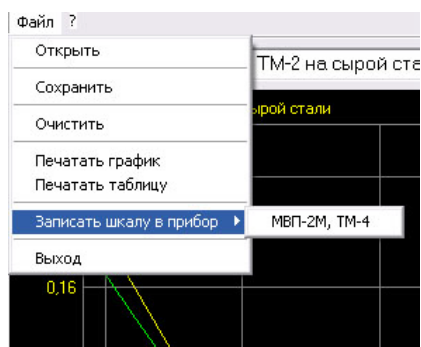 Файл ?
Открыть
ТМ-2 на сырой ста
Сохранить
ырой стали
Очистить
Печатать график
Печатать таблицу
Записать шкалу в прибор
МВП-2М, ТМ-4
Выход
0,16